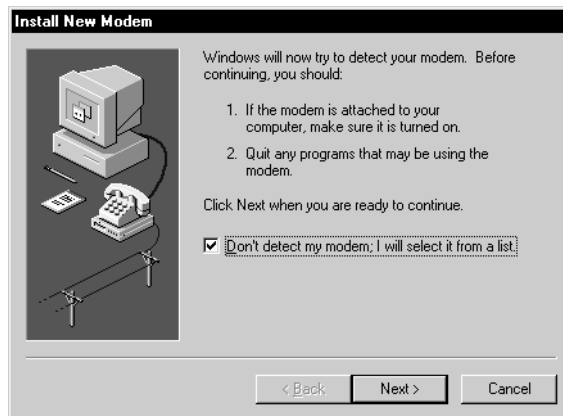 Install New Modem
Windows will now try to detect your modem. Before
continuing, you should:
1. If the modem is attached to your
computer, make sure it is turned on.
2. Quit any programs that may be using the
modem.
Click Next when you are ready to continue.
Don't detect my modem; I will select it from a list.
< Back
Next >
Cancel